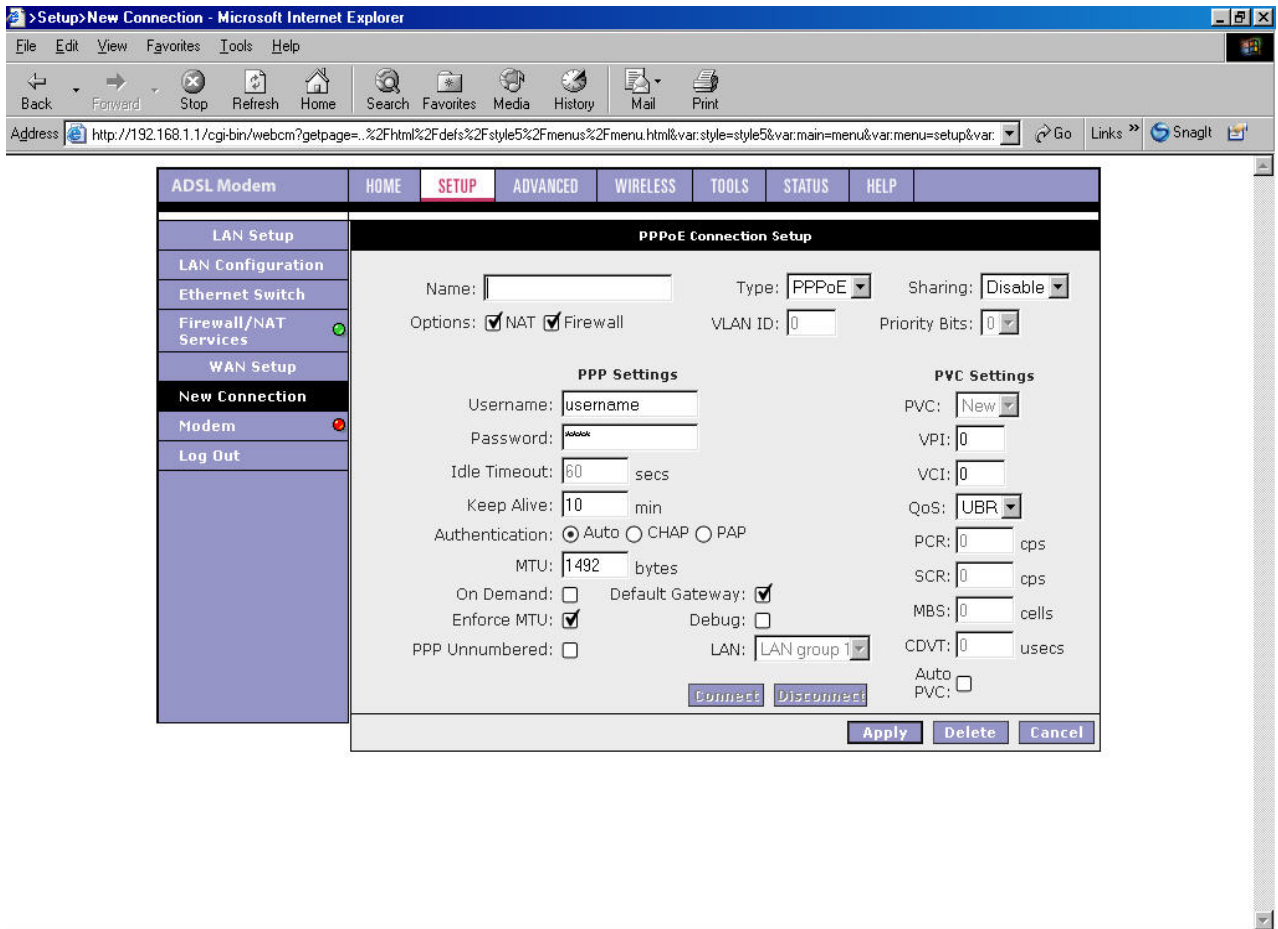 >Setup>New Connection - Microsoft Internet Explorer
File Edit View Favorites Tools Help
Back Forward Stop Refresh Home Search Favorites Media History Mail Print
Address http://192.168.1.1/cgi-bin/webcm?getpage=..%2Fhtml%2Fdefs%2Fstyle5%2Fmenus%2Fmenu.html&var:style=style5&var:main=menu&var:menu=setup&var: Go Links » SnagIt
ADSL Modem HOME SETUP ADVANCED WIRELESS TOOLS STATUS HELP
LAN Setup
LAN Configuration
Ethernet Switch
Firewall/NAT
Services
WAN Setup
New Connection
Modem
Log Out
PPPoE Connection Setup
Name: Type: PPPoE Sharing: Disable
Options: NAT Firewall VLAN ID: 0 Priority Bits: 0
PPP Settings
Username: username
Password: *****
Idle Timeout: 60 secs
Keep Alive: 10 min
Authentication: Auto CHAP PAP
MTU: 1492 bytes
On Demand: Default Gateway:
Enforce MTU: Debug:
PPP Unnumbered: LAN: LAN group 1
Connect Disconnect
PVC Settings
PVC: New
VPI: 0
VCI: 0
QoS: UBR
PCR: 0 cps
SCR: 0 cps
MBS: 0 cells
CDVT: 0 usecs
Auto
PVC:
Apply Delete Cancel